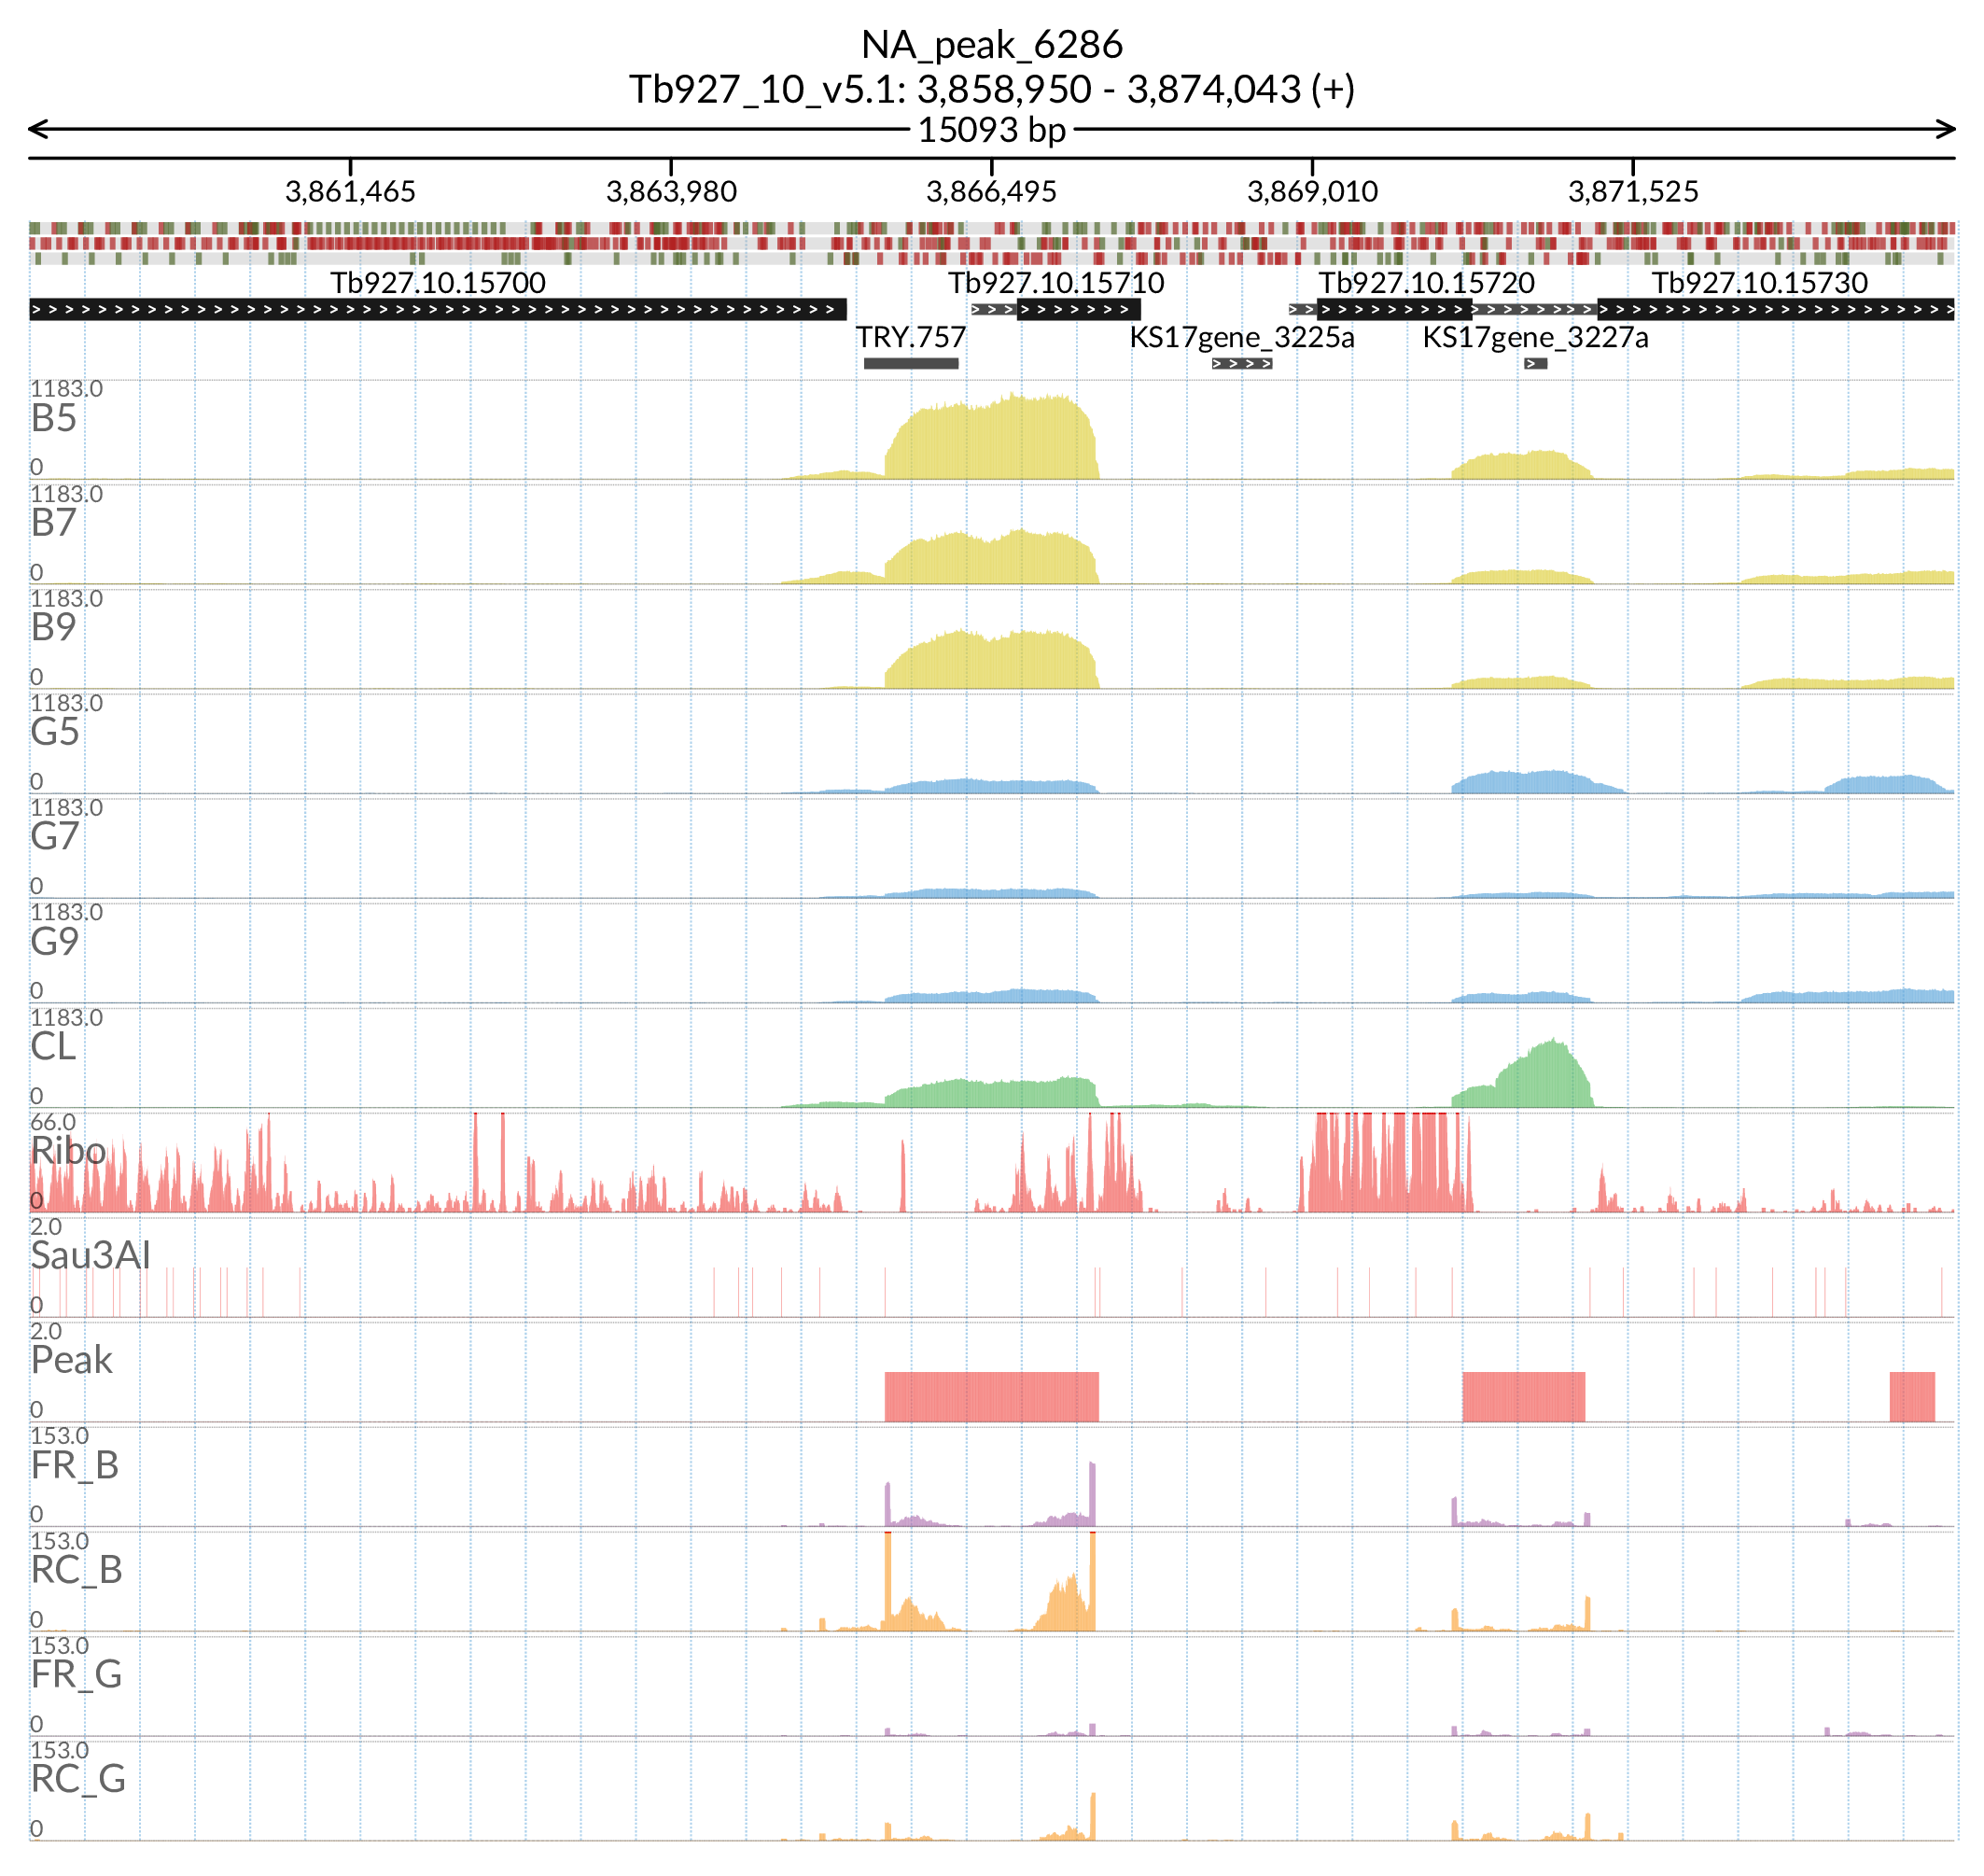 NA_peak_6286
Tb927_10_v5.1: 3,858,950 - 3,874,043 (+)
15093 bp
3,861,465 3,863,980 3,866,495 3,869,010 3,871,525
Tb927.10.15700 Tb927.10.15710 Tb927.10.15720 Tb927.10.15730
TRY.757 KS17gene_3225a KS17gene_3227a
1183.0
B5
0
1183.0
B7
0
1183.0
B9
0
1183.0
G5
0
1183.0
G7
0
1183.0
G9
0
1183.0
CL
0
66.0
Ribo
0
2.0
Sau3AI
0
2.0
Peak
0
153.0
FR_B
0
153.0
RC_B
0
153.0
FR_G
0
153.0
RC_G
0